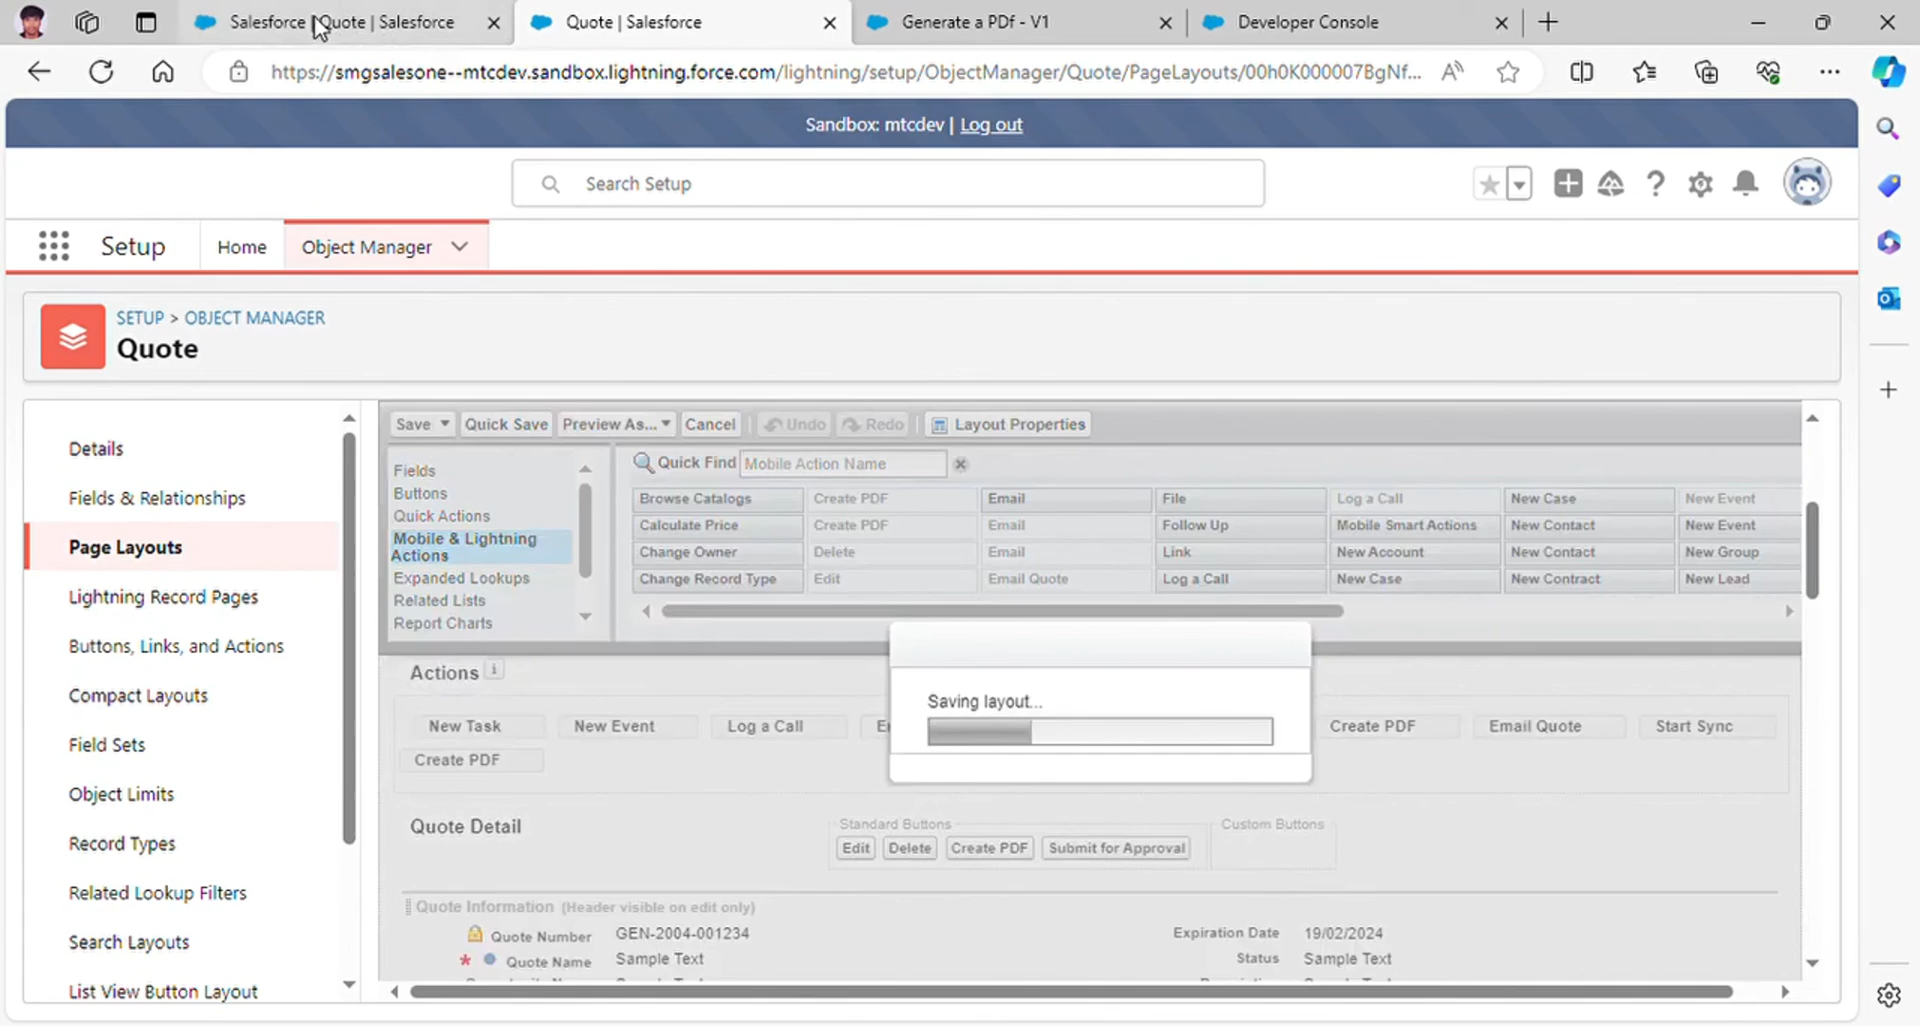 Salesforce | Quote | Salesforce
Quote | Salesforce
Generate a PDf - V1
Developer Console
https://smgsalesone--mtcdev.sandbox.lightning.force.com/lightning/setup/ObjectManager/Quote/PageLayouts/00h0K000007BgNf...
Sandbox: mtcdev | Log out
Search Setup
Setup
Home
Object Manager
SETUP > OBJECT MANAGER
Quote
Details
Fields & Relationships
Page Layouts
Lightning Record Pages
Buttons, Links, and Actions
Compact Layouts
Field Sets
Object Limits
Record Types
Related Lookup Filters
Search Layouts
List View Button Layout
Save Quick Save Preview As... Cancel Undo Redo Layout Properties
Fields
Buttons
Quick Actions
Mobile & Lightning
Actions
Expanded Lookups
Related Lists
Report Charts
Quick Find Mobile Action Name
Browse Catalogs Create PDF Email File Log a Call New Case New Event
Calculate Price Create PDF Email Follow Up Mobile Smart Actions New Contact New Event
Change Owner Delete Email Link New Account New Contact New Group
Change Record Type Edit Email Quote Log a Call New Case New Contract New Lead
Saving layout...
Actions
New Task New Event Log a Call Create PDF Email Quote Start Sync
Create PDF
Quote Detail
Standard Buttons
Edit Delete Create PDF Submit for Approval
Custom Buttons
Quote Information (Header visible on edit only)
Quote Number GEN-2004-001234
Expiration Date 19/02/2024
* Quote Name Sample Text
Status Sample Text